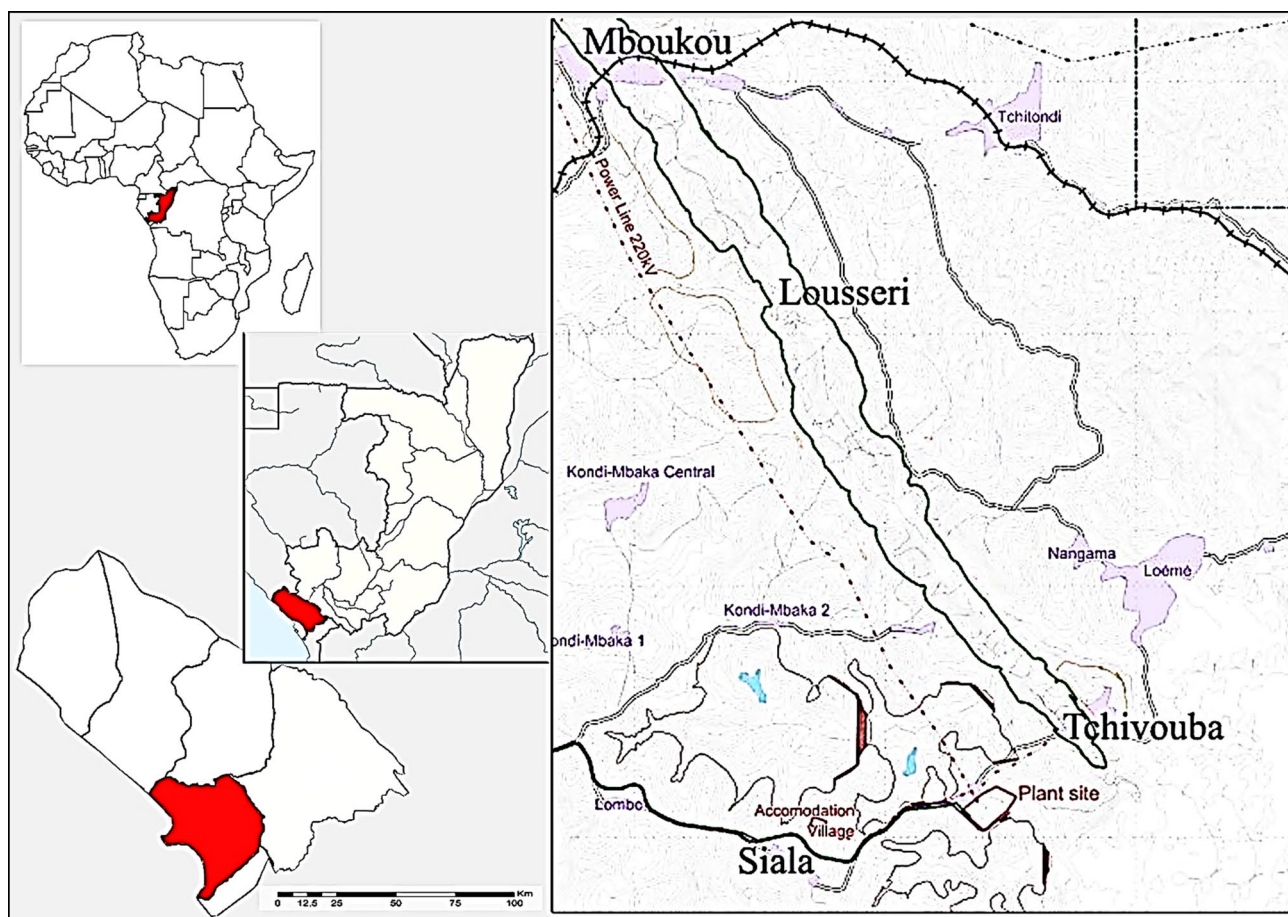 Mboukou
Tchitondi
Power Line 220kV
Lousseri
Kondi-Mbaka Central
Nangama
Loémé
Kondi-Mbaka 2
ondi-Mbaka 1
Tchivouba
Plant site
Lombo
Accomodation
Village
Siala
Km
0 12.5 25 50 75 100